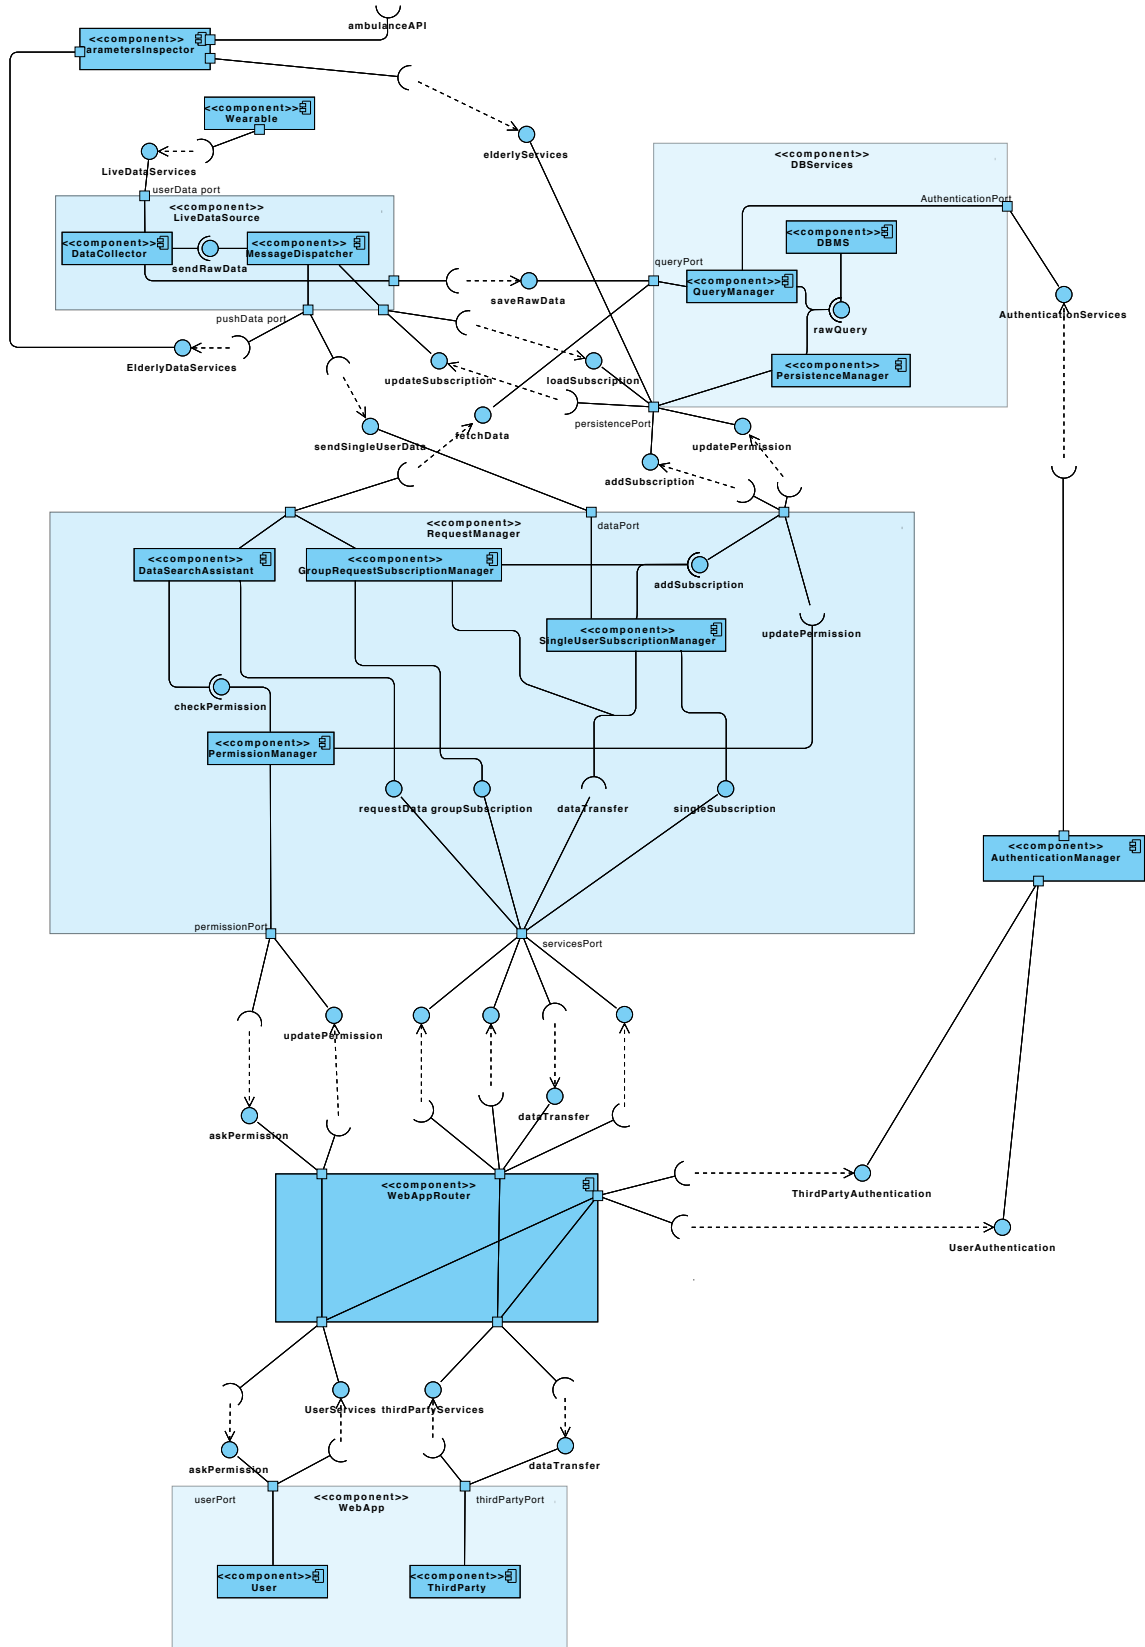 ambulanceAPI
<<component>>
arametersInspector
<<component>>
Wearable
elderlyServices
<<component>>
DBServices
LiveDataServices
userData port
AuthenticationPort
<<component>>
LiveDataSource
<<component>>
DBMS
<<component>>
DataCollector
<<component>>
MessageDispatcher
sendRawData
queryPort
<<component>>
QueryManager
saveRawData
AuthenticationServices
pushData port
rawQuery
ElderlyDataServices
<<component>>
PersistenceManager
updateSubscription
loadSubscription
persistencePort
fetchData
sendSingleUserData
updatePermission
addSubscription
<<component>>
RequestManager
dataPort
<<component>>
DataSearchAssistant
<<component>>
GroupRequestSubscriptionManager
addSubscription
<<component>>
SingleUserSubscriptionManager
updatePermission
checkPermission
<<component>>
PermissionManager
requestData
groupSubscription
dataTransfer
singleSubscription
<<component>>
AuthenticationManager
permissionPort
servicesPort
updatePermission
dataTransfer
askPermission
<<component>>
WebAppRouter
ThirdPartyAuthentication
UserAuthentication
UserServices
thirdPartyServices
askPermission
dataTransfer
userPort
<<component>>
WebApp
thirdPartyPort
<<component>>
User
<<component>>
ThirdParty